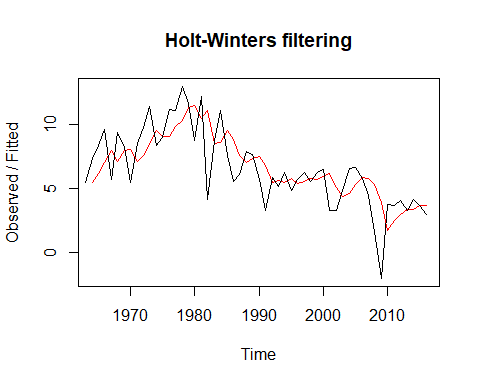 Holt-Winters filtering
Observed / Fitted
10
5
0
1970 1980 1990 2000 2010
Time